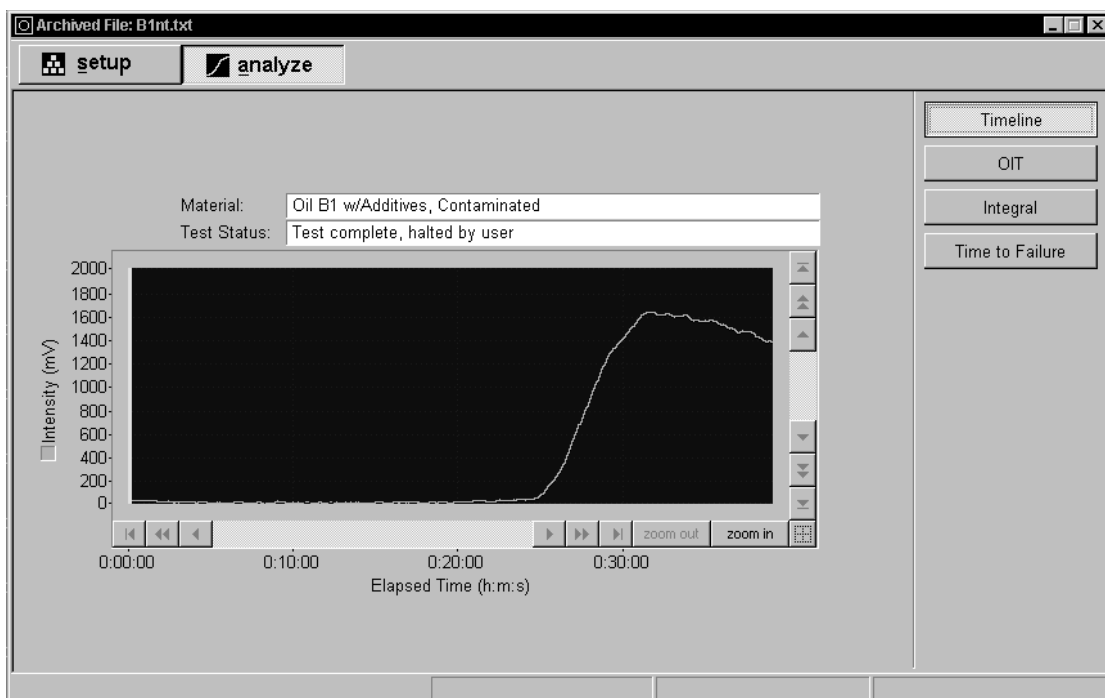 Archived File: B1nt.txt
setup
analyze
Timeline
OIT
Integral
Time to Failure
Material: Oil B1 w/Additives, Contaminated
Test Status: Test complete, halted by user
Intensity (mV)
2000
1800
1600
1400
1200
1000
800
600
400
200
0
zoom out
zoom in
0:00:00 0:10:00 0:20:00 0:30:00
Elapsed Time (h:m:s)